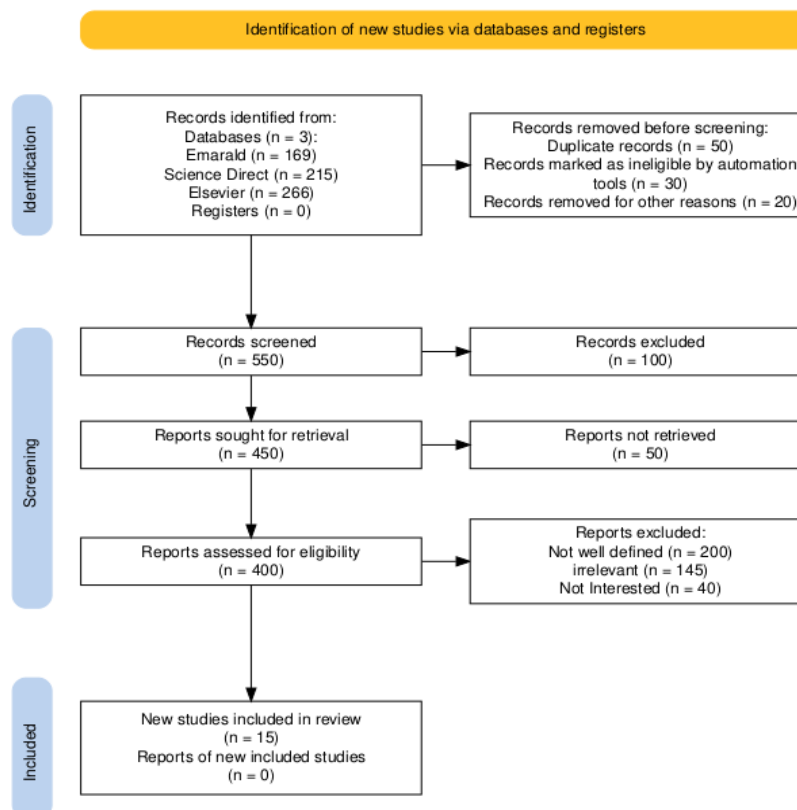 Identification of new studies via databases and registers
Identification
Records identified from:
Databases (n = 3):
Emarald (n = 169)
Science Direct (n = 215)
Elsevier (n = 266)
Registers (n = 0)
Records removed before screening:
Duplicate records (n = 50)
Records marked as ineligible by automation
tools (n = 30)
Records removed for other reasons (n = 20)
Screening
Records screened
(n = 550)
Records excluded
(n = 100)
Reports sought for retrieval
(n = 450)
Reports not retrieved
(n = 50)
Reports assessed for eligibility
(n = 400)
Reports excluded:
Not well defined (n = 200)
irrelevant (n = 145)
Not Interested (n = 40)
Included
New studies included in review
(n = 15)
Reports of new included studies
(n = 0)